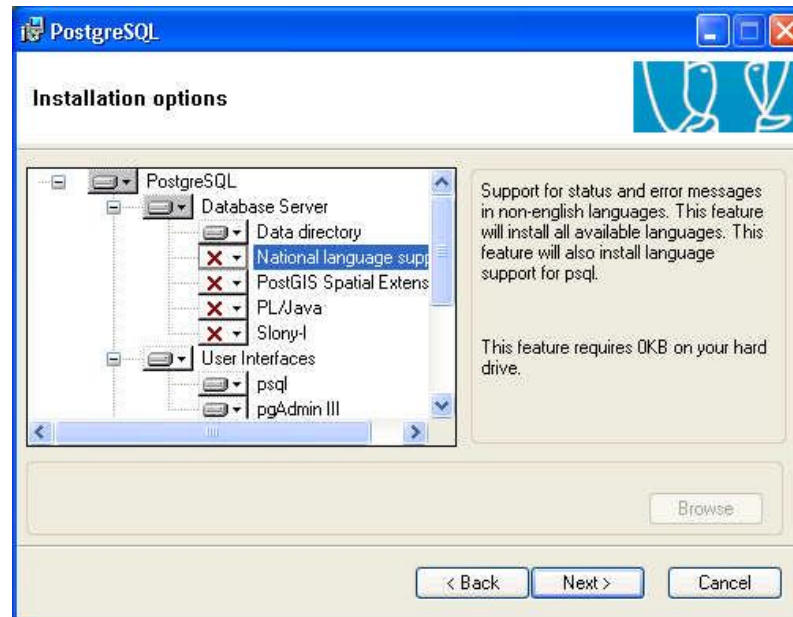 PostgreSQL
Installation options
PostgreSQL
Database Server
Data directory
National language supp
PostGIS Spatial Extens
PL/Java
Slony-I
User Interfaces
psql
pgAdmin III
Support for status and error messages
in non-english languages. This feature
will install all available languages. This
feature will also install language
support for psql.
This feature requires 0KB on your hard
drive.
Browse
< Back
Next >
Cancel